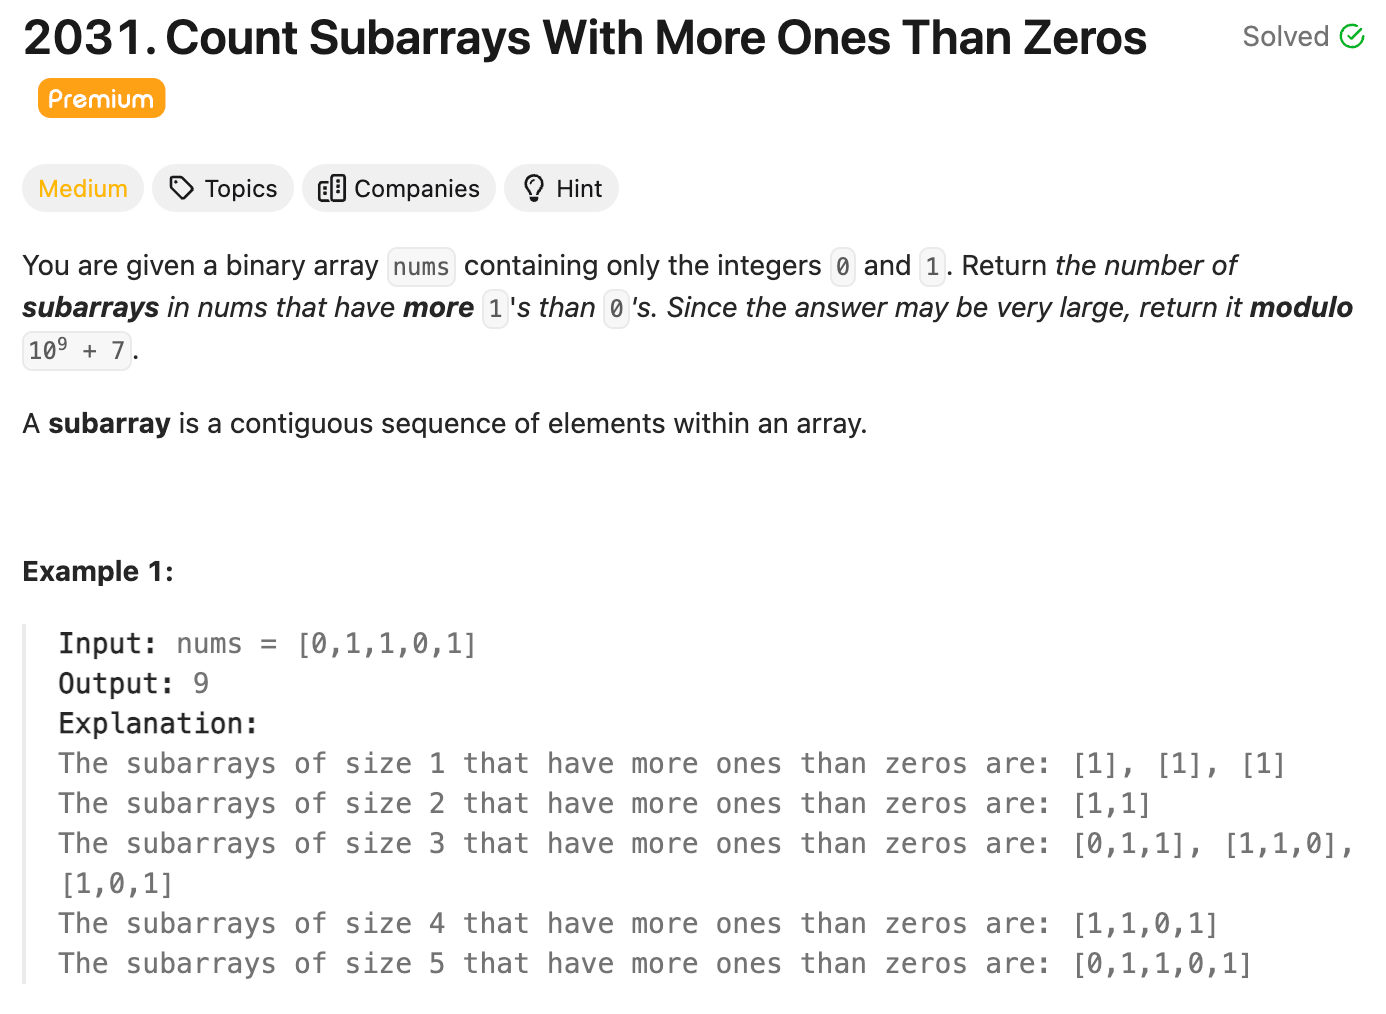 2031. Count Subarrays With More Ones Than Zeros
Solved
Premium
Medium Topics Companies Hint
You are given a binary array nums containing only the integers 0 and 1. Return the number of
subarrays in nums that have more 1's than 0's. Since the answer may be very large, return it modulo
10⁹ + 7.
A subarray is a contiguous sequence of elements within an array.
Example 1:
Input: nums = [0,1,1,0,1]
Output: 9
Explanation:
The subarrays of size 1 that have more ones than zeros are: [1], [1], [1]
The subarrays of size 2 that have more ones than zeros are: [1,1]
The subarrays of size 3 that have more ones than zeros are: [0,1,1], [1,1,0],
[1,0,1]
The subarrays of size 4 that have more ones than zeros are: [1,1,0,1]
The subarrays of size 5 that have more ones than zeros are: [0,1,1,0,1]